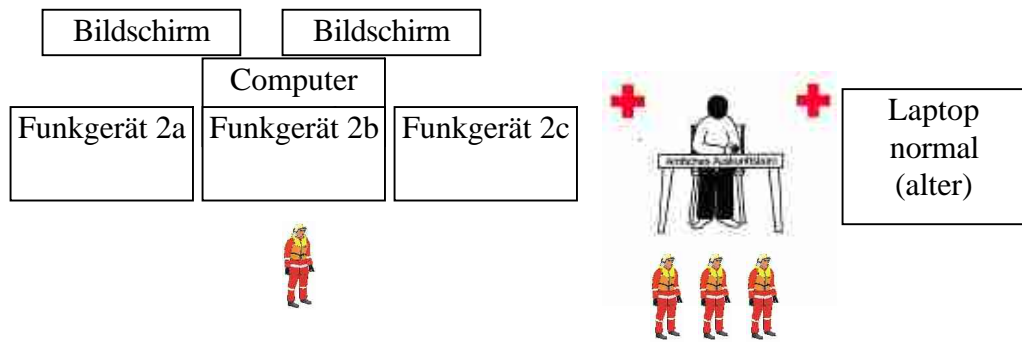 Bildschirm
Bildschirm
Computer
Funkgerät 2a
Funkgerät 2b
Funkgerät 2c
Laptop
normal
(alter)